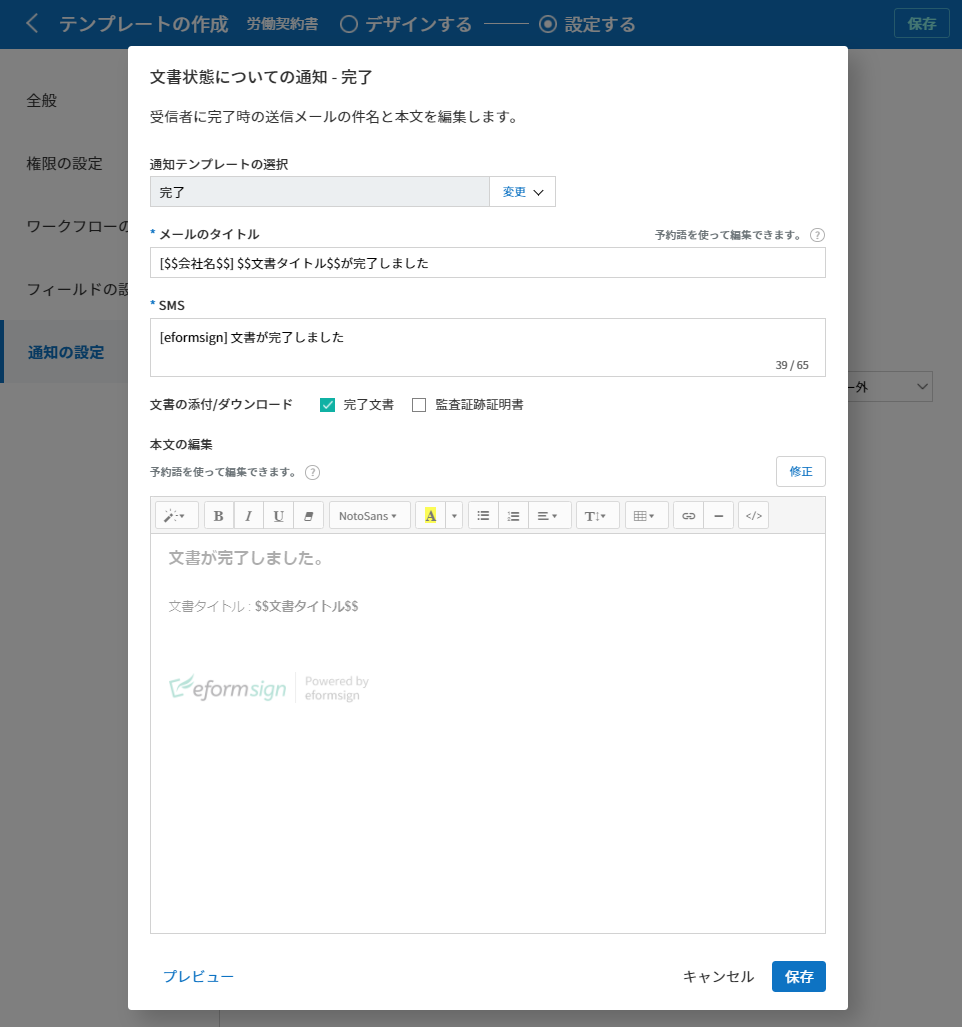 テンプレートの作成 労働契約書 デザインする 設定する 保存
全般
権限の設定
ワークフローの
フィールドの設
通知の設定
文書状態についての通知 - 完了
受信者に完了時の送信メールの件名と本文を編集します。
通知テンプレートの選択
完了 変更
* メールのタイトル 予約語を使って編集できます。 ?
[$$会社名$$] $$文書タイトル$$が完了しました
* SMS
[eformsign] 文書が完了しました
39 / 65
ー外
文書の添付/ダウンロード 完了文書 監査証跡証明書
本文の編集
予約語を使って編集できます。 ?
修正
B I U NotoSans A T </>
文書が完了しました。
文書タイトル : $$文書タイトル$$
eformsign Powered by
eformsign
プレビュー キャンセル 保存